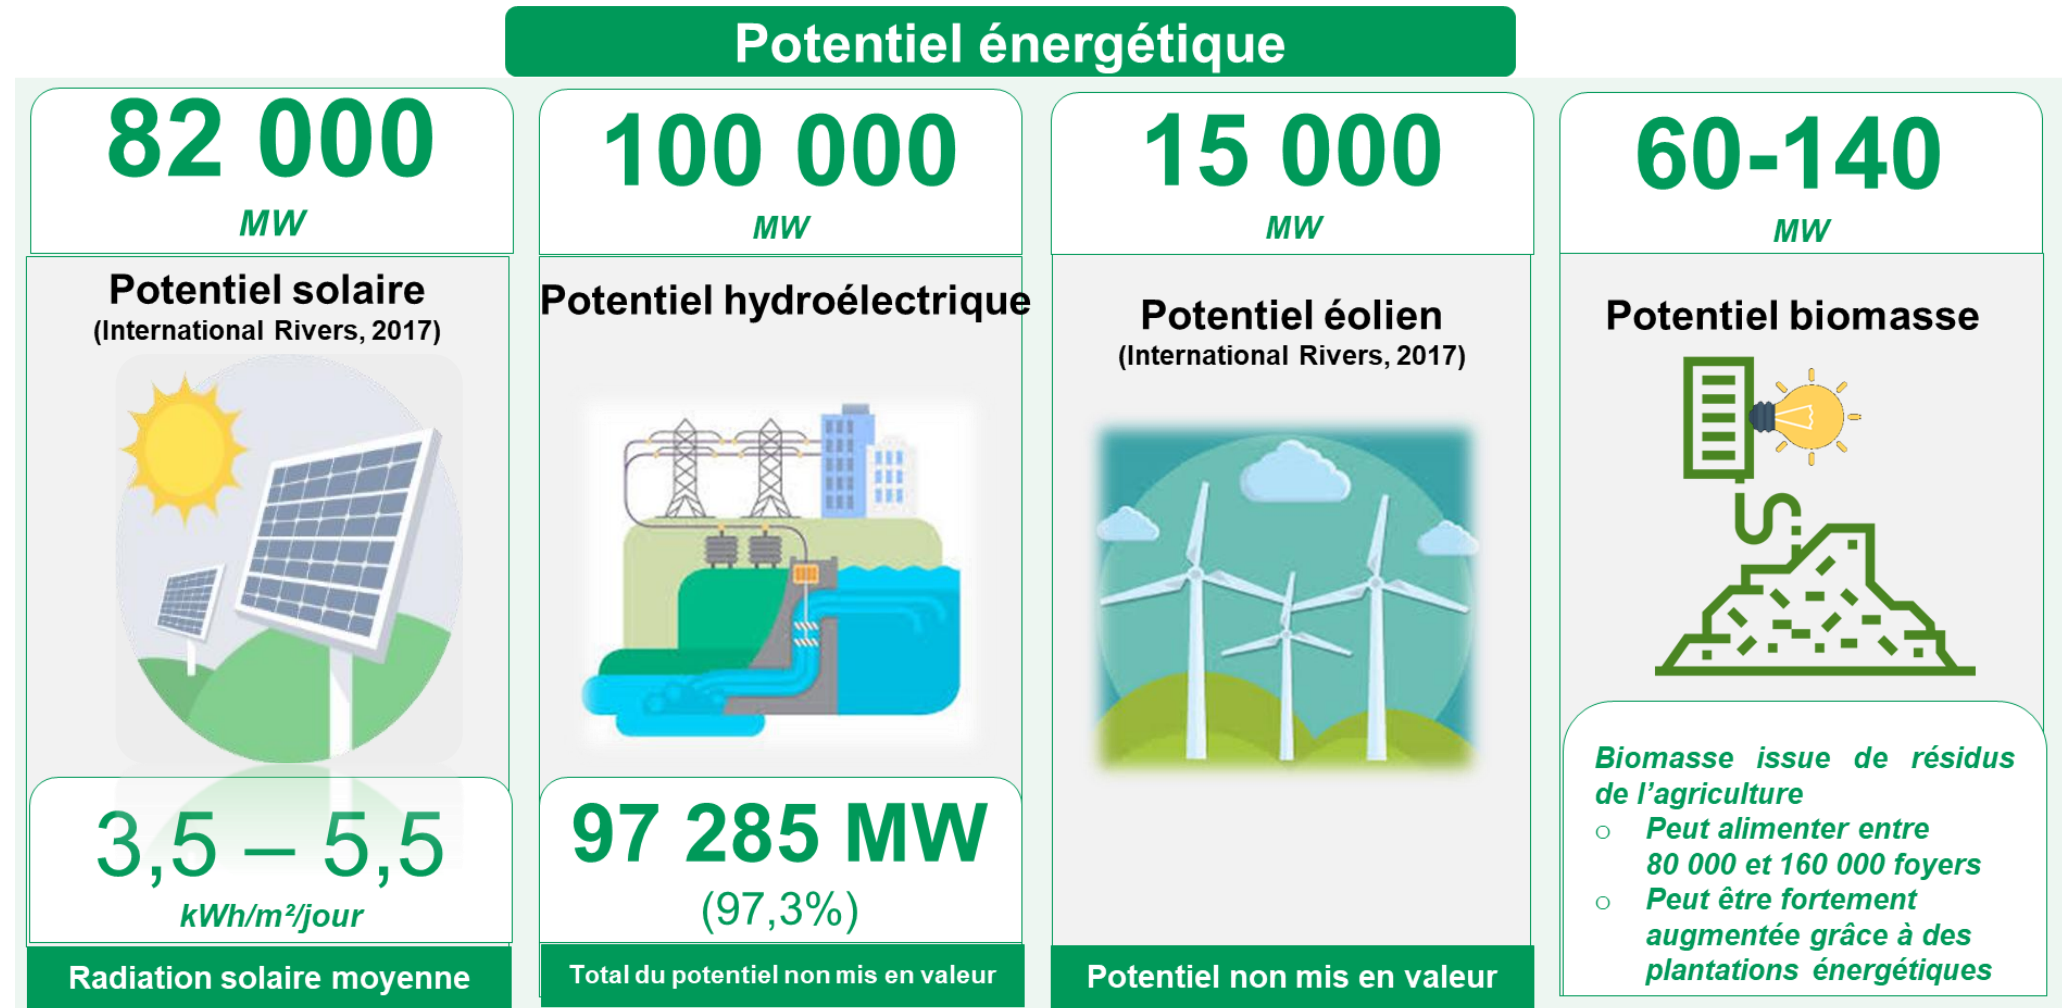 Potentiel énergétique
82 000
MW
Potentiel solaire
(International Rivers, 2017)
3,5 – 5,5
kWh/m²/jour
Radiation solaire moyenne
100 000
MW
Potentiel hydroélectrique
97 285 MW
(97,3%)
Total du potentiel non mis en valeur
15 000
MW
Potentiel éolien
(International Rivers, 2017)
Potentiel non mis en valeur
60-140
MW
Potentiel biomasse
Biomasse issue de résidus
de l’agriculture
o Peut alimenter entre
80 000 et 160 000 foyers
o Peut être fortement
augmentée grâce à des
plantations énergétiques